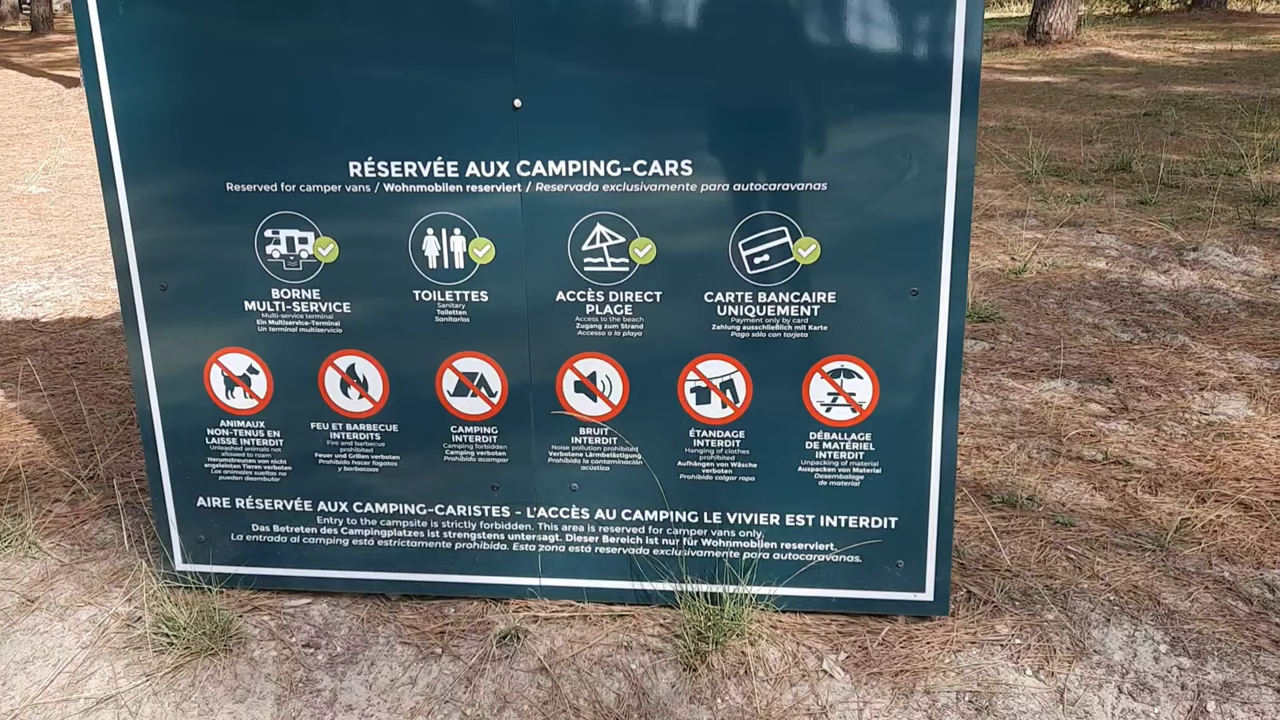 RÉSERVÉE AUX CAMPING-CARS
Reserved for camper vans / Wohnmobilen reserviert / Reservada exclusivamente para autocaravanas
BORNE
MULTI-SERVICE
Multi-service terminal
Ein Multiservice-Terminal
Un terminal multiservicio
TOILETTES
Sanitary
Toiletten
Sanitarios
ACCÈS DIRECT
PLAGE
Access to the beach
Zugang zum Strand
Accesso a la playa
CARTE BANCAIRE
UNIQUEMENT
Payment only by card
Zahlung ausschließlich mit Karte
Pago sólo con tarjeta
ANIMAUX
NON-TENUS EN
LAISSE INTERDIT
Unleashed animals not
allowed to roam
Herumstreunen von nicht
angeleinten Tieren verboten
Los animales sueltos no
pueden deambular
FEU ET BARBECUE
INTERDITS
Fire and barbecue
prohibited
Feuer und Grillen verboten
Prohibido hacer fogatas
y barbacoas
CAMPING
INTERDIT
Camping forbidden
Camping verboten
Prohibido acampar
BRUIT
INTERDIT
Noise pollution prohibited
Verbotene Lärmbelästigung
Prohibida la contaminación
acústica
ÉTANDAGE
INTERDIT
Hanging of clothes
prohibited
Aufhängen von Wäsche
verboten
Prohibido colgar ropa
DÉBALLAGE
DE MATÉRIEL
INTERDIT
Unpacking of material
Auspacken von Material
Desembalage
de material
AIRE RÉSERVÉE AUX CAMPING-CARISTES - L'ACCÈS AU CAMPING LE VIVIER EST INTERDIT
Entry to the campsite is strictly forbidden. This area is reserved for camper vans only.
Das Betreten des Campingplatzes ist strengstens untersagt. Dieser Bereich ist nur für Wohnmobilen reserviert.
La entrada al camping está estrictamente prohibida. Esta zona está reservada exclusivamente para autocaravanas.